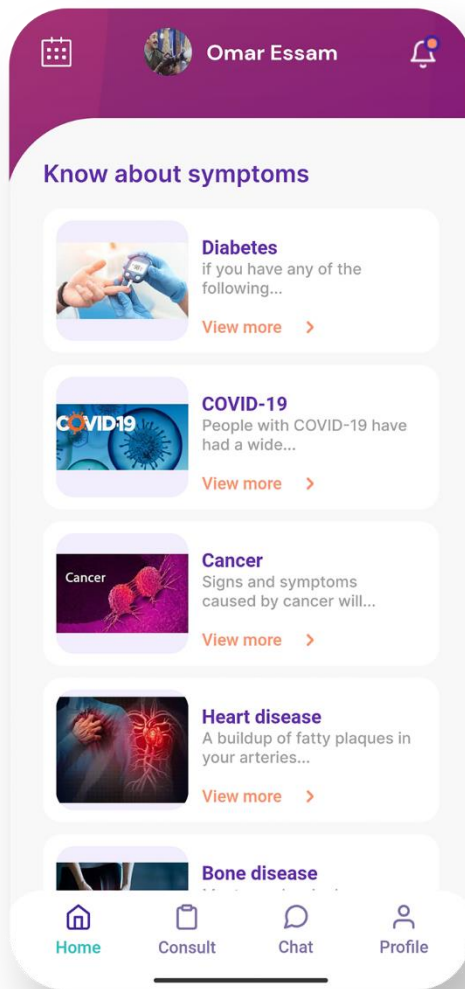 Omar Essam
Know about symptoms
Diabetes
if you have any of the
following...
View more
COVID19
COVID-19
People with COVID-19 have
had a wide...
View more
Cancer
Cancer
Signs and symptoms
caused by cancer will...
View more
Heart disease
A buildup of fatty plaques in
your arteries...
View more
Bone disease
Home
Consult
Chat
Profile